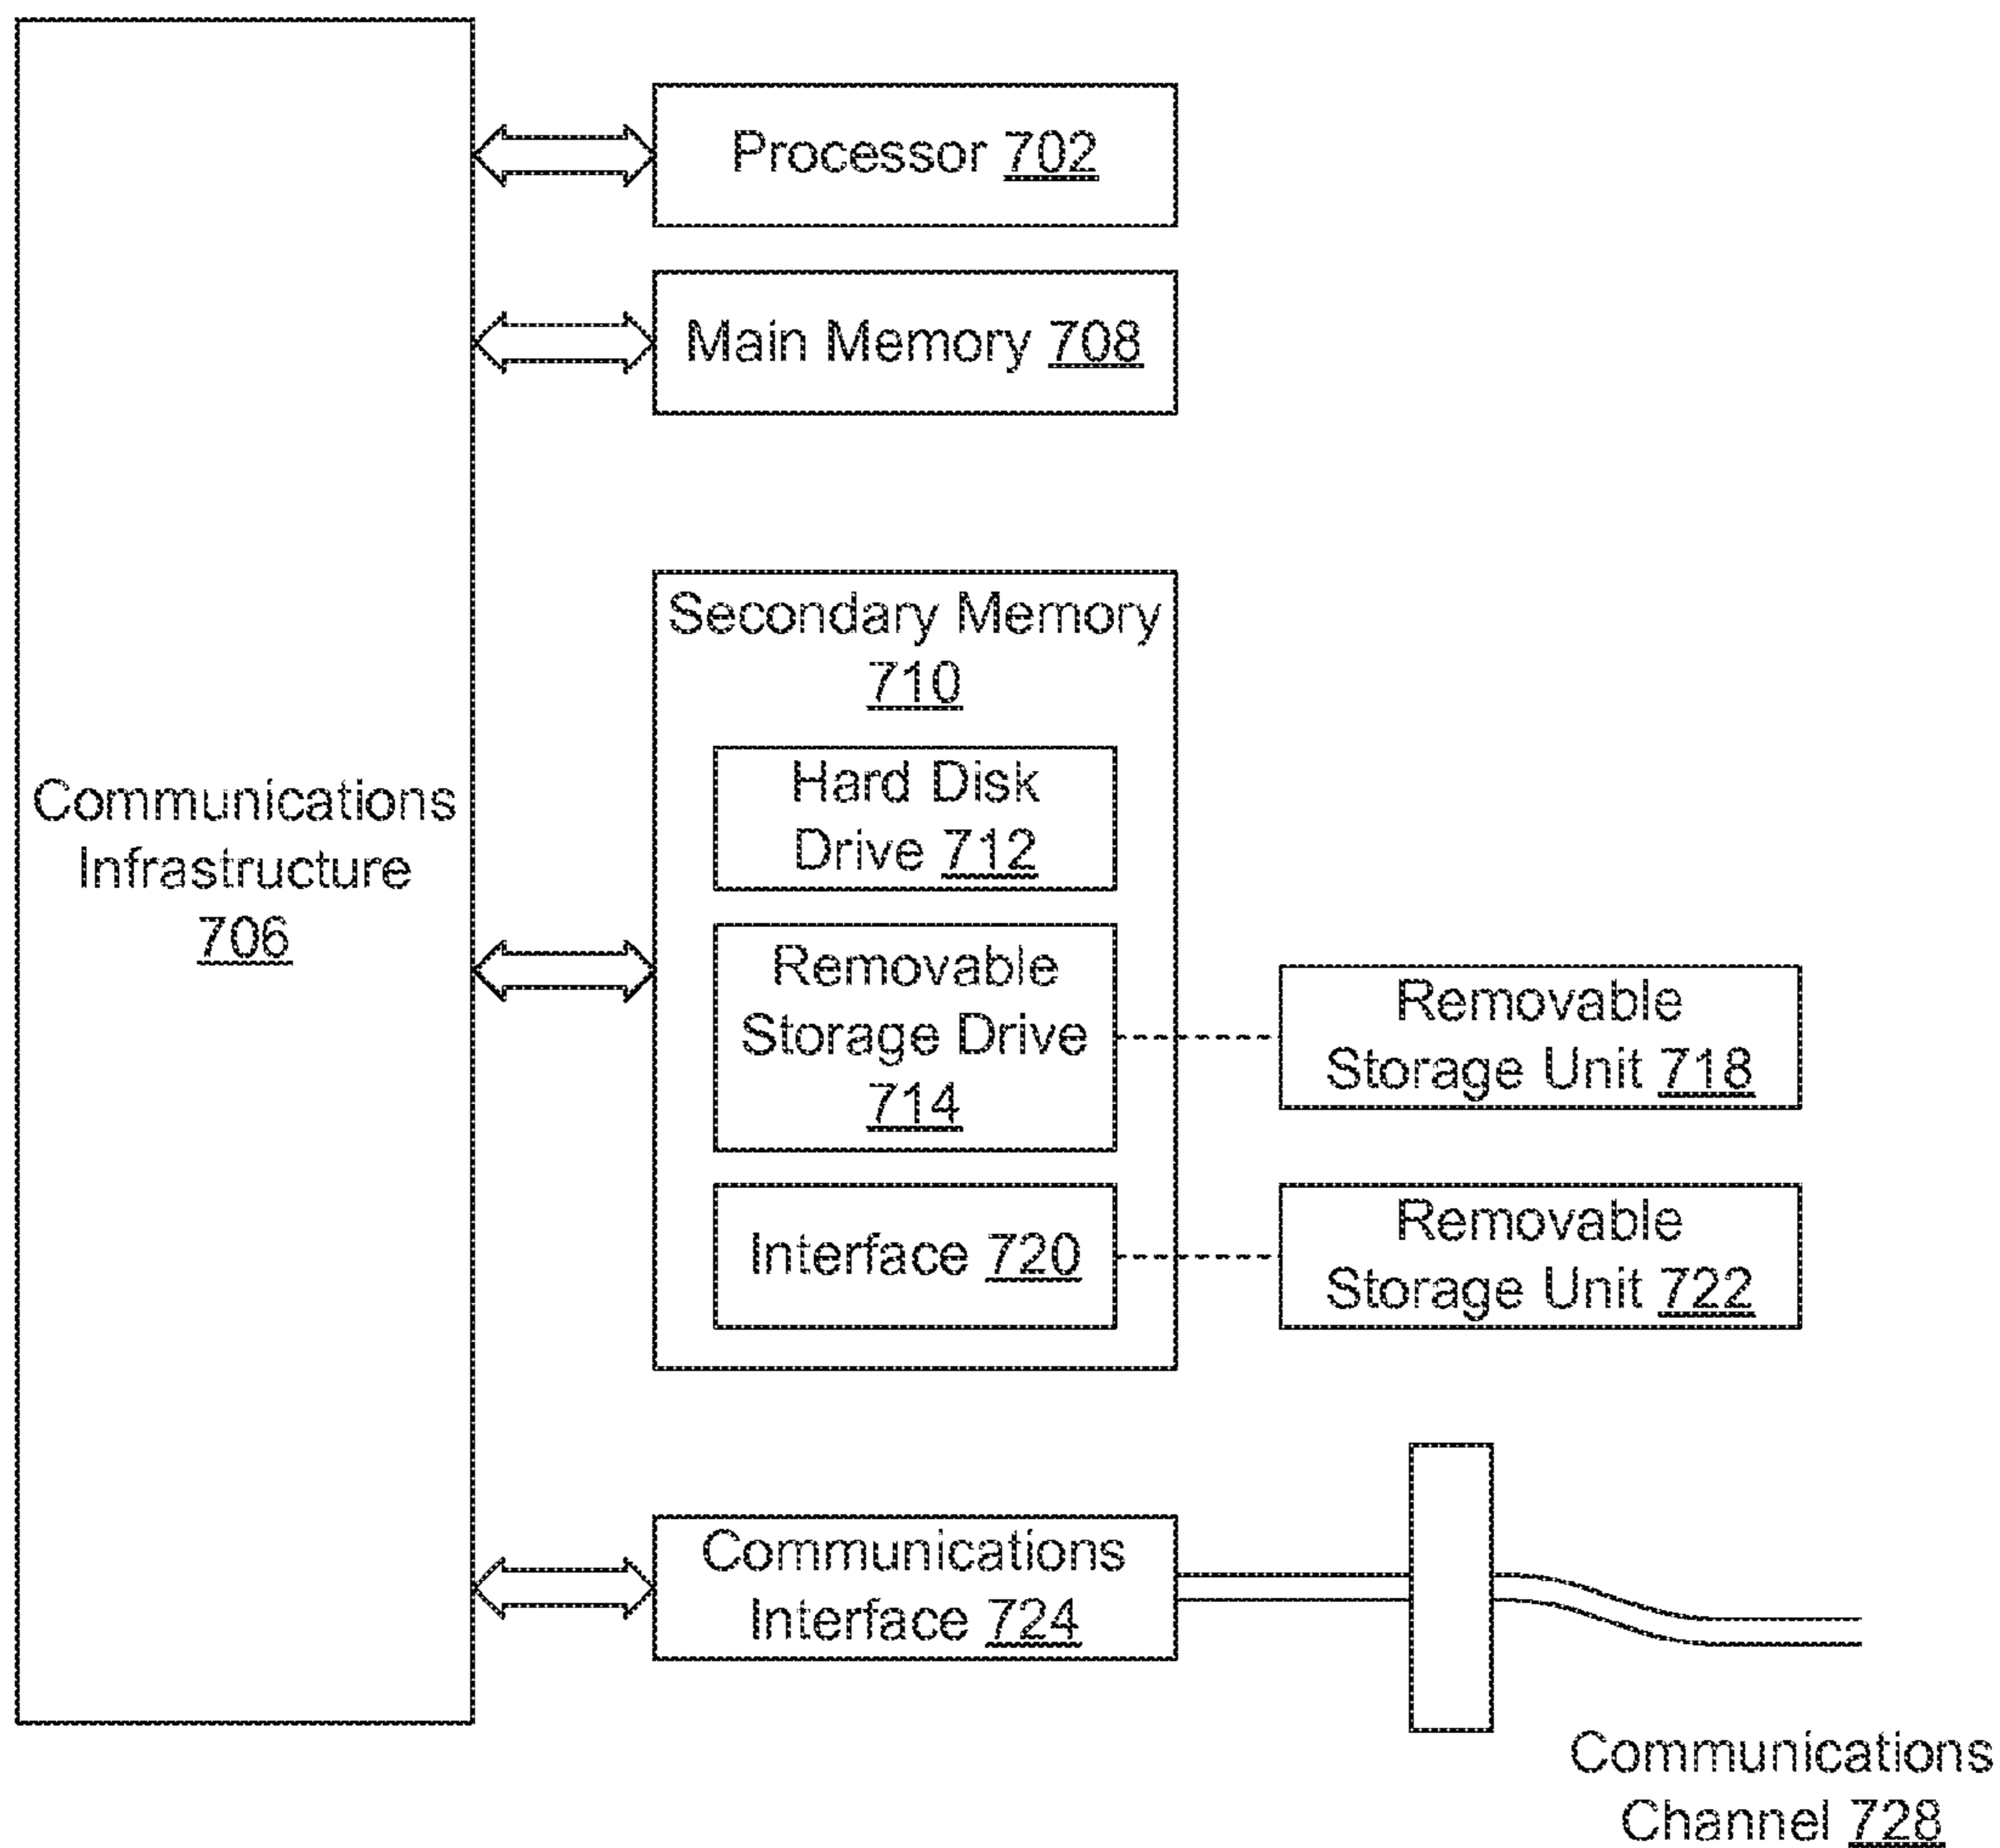 Processor 702
Main Memory 708
Secondary Memory
710
Hard Disk
Drive 712
Communications
Infrastructure
706
Removable
Storage Drive
714
Removable
Storage Unit 718
Interface 720
Removable
Storage Unit 722
Communications
Interface 724
Communications
Channel 728